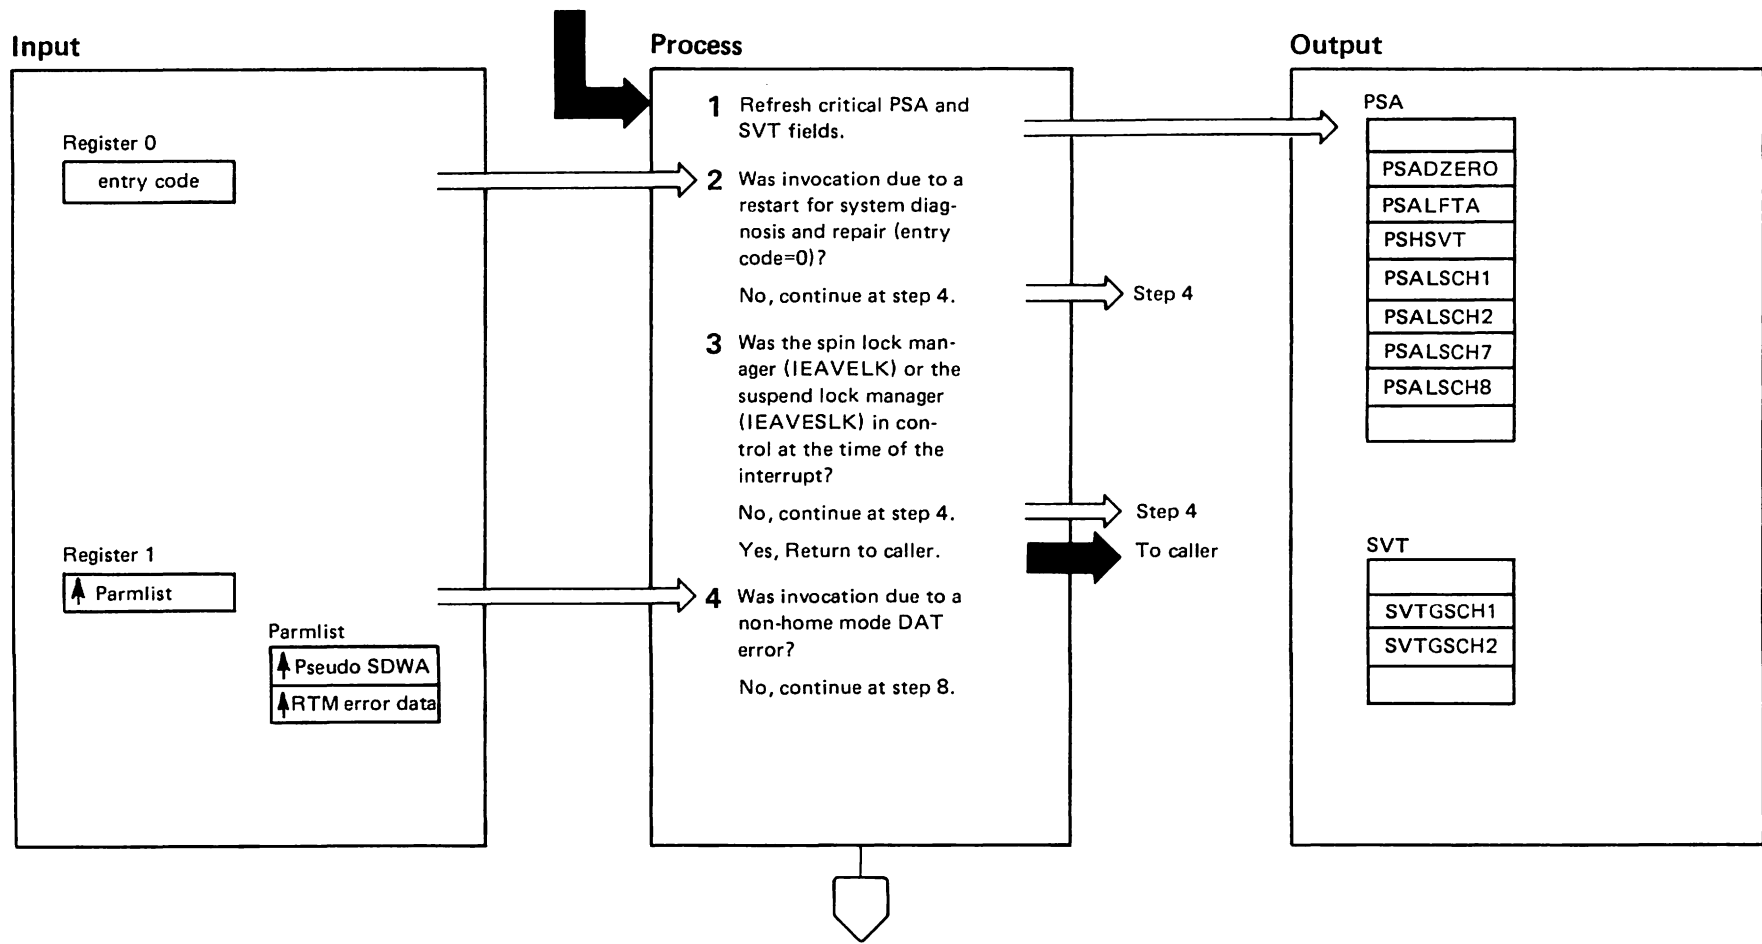 Input
Process
Output
Register 0
entry code
Register 1
Parmlist
Parmlist
Pseudo SDWA
RTM error data
1 Refresh critical PSA and
SVT fields.
2 Was invocation due to a
restart for system diag-
nosis and repair (entry
code=0)?
No, continue at step 4.
Step 4
3 Was the spin lock man-
ager (IEAVELK) or the
suspend lock manager
(IEAVESLK) in con-
trol at the time of the
interrupt?
No, continue at step 4.
Step 4
Yes, Return to caller.
To caller
4 Was invocation due to a
non-home mode DAT
error?
No, continue at step 8.
PSA
PSADZERO
PSALFTA
PSHSVT
PSALSCH1
PSALSCH2
PSALSCH7
PSALSCH8
SVT
SVTGSCH1
SVTGSCH2